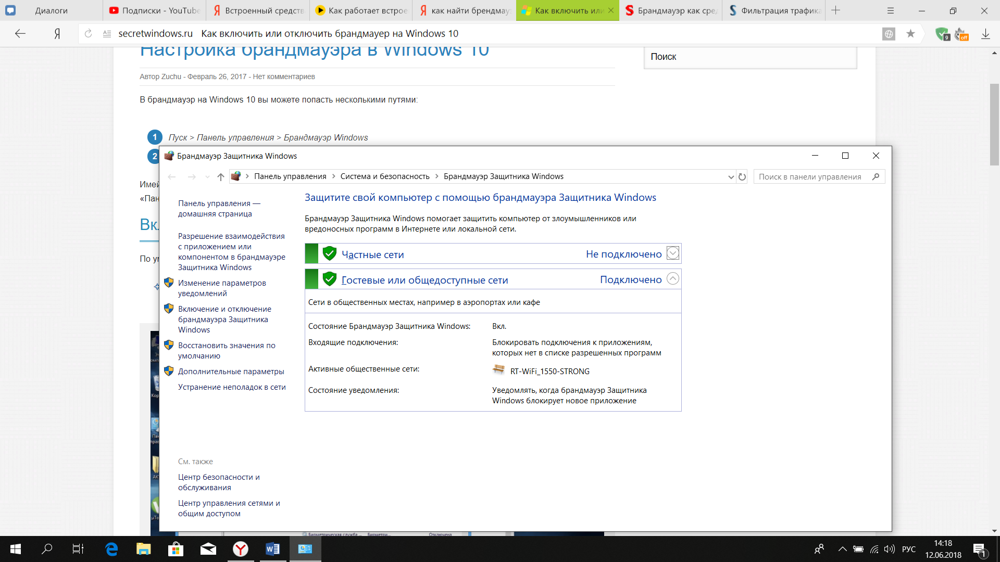 Диалоги
Подписки - YouTube
Встроенный средств
Как работает встрое
как найти брендмау
Как включить или
Брандмауэр как сре
Фильтрация трафика
secretwindows.ru Как включить или отключить брандмауер на Windows 10
9
off
Настройка брандмауэра в Windows 10
Поиск
Автор Zuchu - Февраль 26, 2017 - Нет комментариев
В брандмауэр на Windows 10 вы можете попасть несколькими путями:
1 Пуск > Панель управления > Брандмауэр Windows
2
Имей
«Пан
Вк
По у
Брандмауэр Защитника Windows
Панель управления > Система и безопасность > Брандмауэр Защитника Windows
Поиск в панели управления
Панель управления —
домашняя страница
Разрешение взаимодействия
с приложением или
компонентом в брандмауэре
Защитника Windows
Изменение параметров
уведомлений
Включение и отключение
брандмауэра Защитника
Windows
Восстановить значения по
умолчанию
Дополнительные параметры
Устранение неполадок в сети
См. также
Центр безопасности и
обслуживания
Центр управления сетями и
общим доступом
Защитите свой компьютер с помощью брандмауэра Защитника Windows
Брандмауэр Защитника Windows помогает защитить компьютер от злоумышленников или
вредоносных программ в Интернете или локальной сети.
Частные сети Не подключено
Гостевые или общедоступные сети Подключено
Сети в общественных местах, например в аэропортах или кафе
Состояние Брандмауэр Защитника Windows: Вкл.
Входящие подключения: Блокировать подключения к приложениям,
которых нет в списке разрешенных программ
Активные общественные сети: RT-WiFi_1550-STRONG
Состояние уведомления: Уведомлять, когда брандмауэр Защитника
Windows блокирует новое приложение
Биометрическая служба ... Биометри... Отключена
РУС
14:18
12.06.2018
1